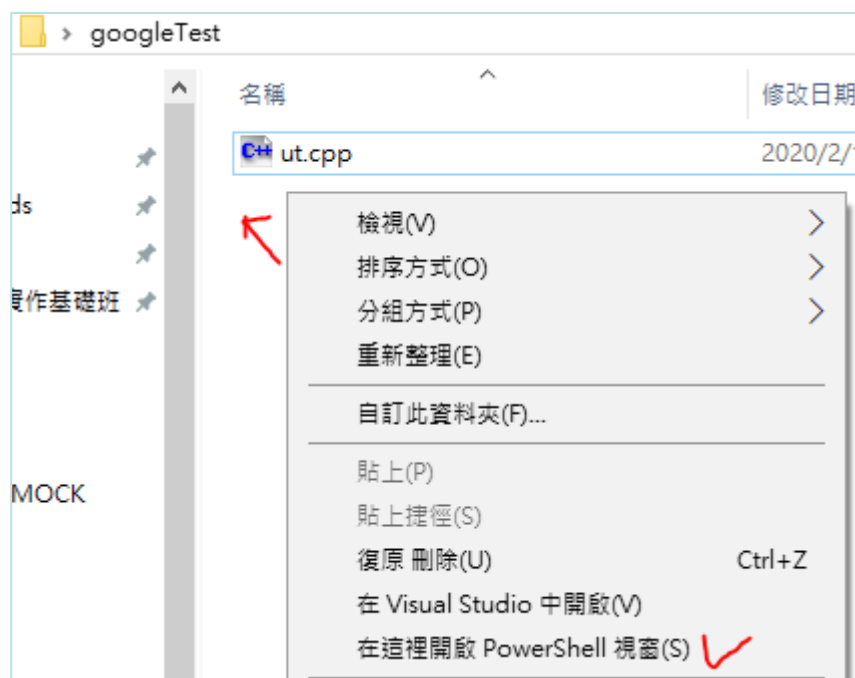 googleTest
名稱
修改日期
C++ ut.cpp
2020/2/
ds
作基礎班
MOCK
檢視(V)
排序方式(O)
分組方式(P)
重新整理(E)
自訂此資料夾(F)...
貼上(P)
貼上捷徑(S)
復原 刪除(U) Ctrl+Z
在 Visual Studio 中開啟(V)
在這裡開啟 PowerShell 視窗(S)